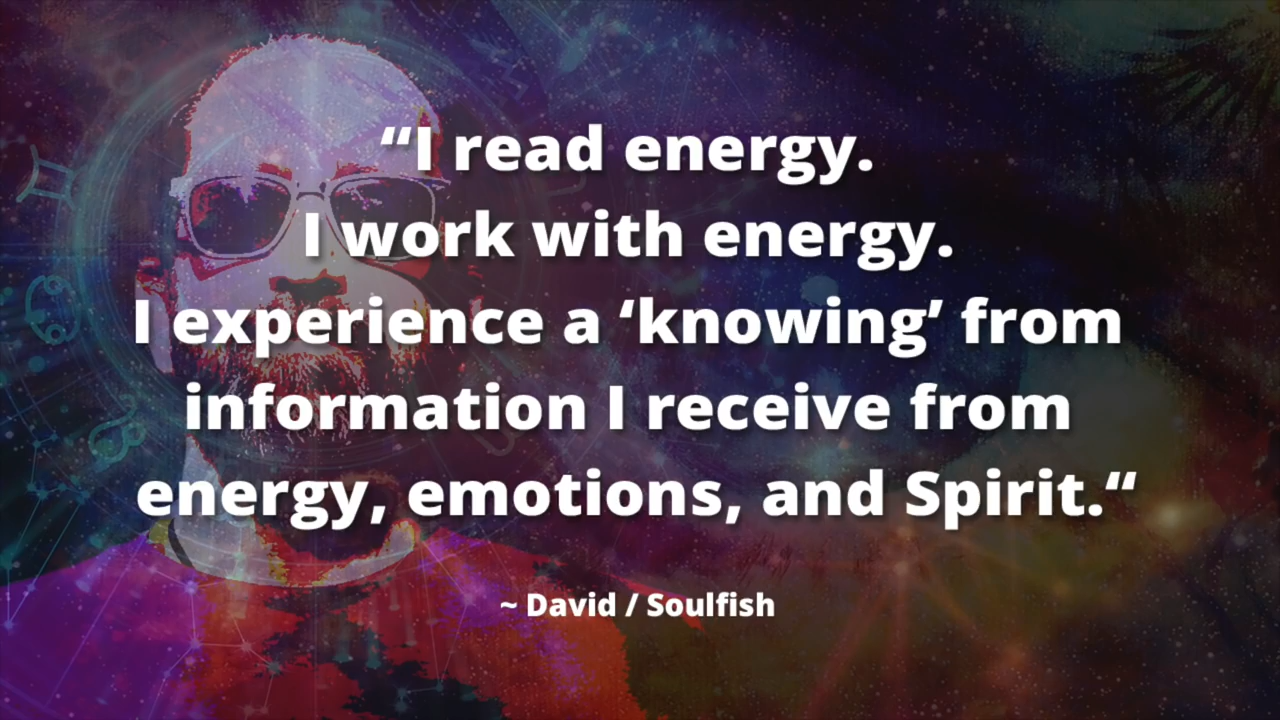 “I read energy.
I work with energy.
I experience a ‘knowing’ from
information I receive from
energy, emotions, and Spirit.“
~ David / Soulfish